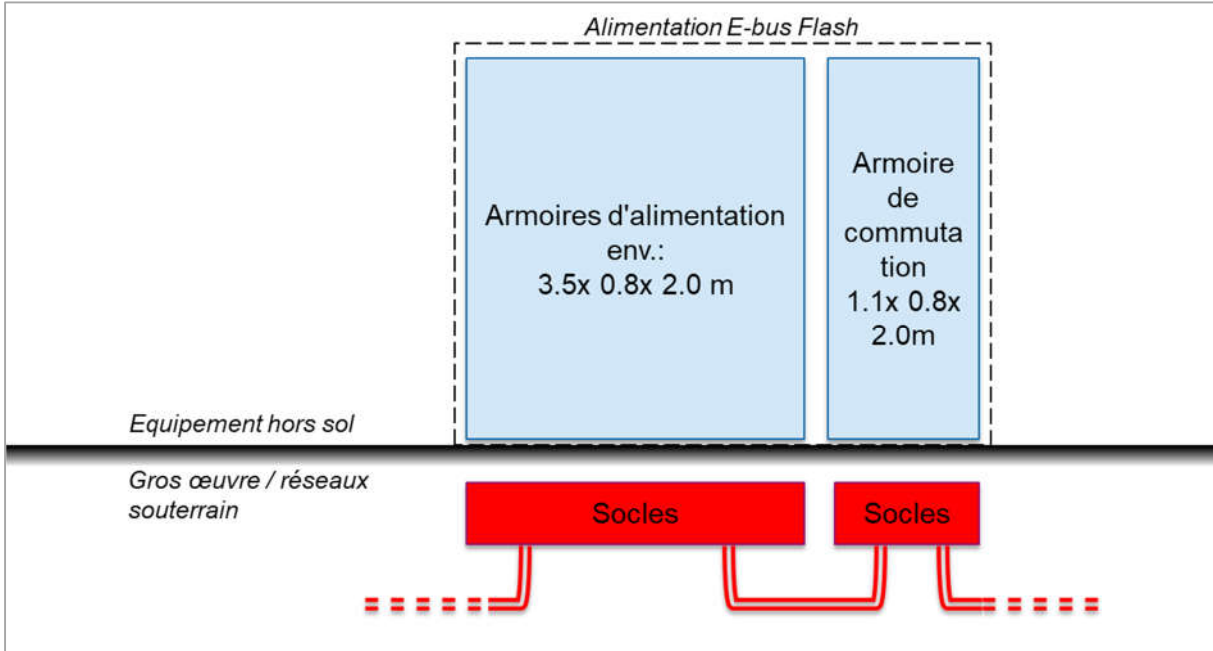 Alimentation E-bus Flash
Armoires d'alimentation
env.:
3.5x 0.8x 2.0 m
Armoire
de
commuta
tion
1.1x 0.8x
2.0m
Equipement hors sol
Gros œuvre / réseaux
souterrain
Socles
Socles